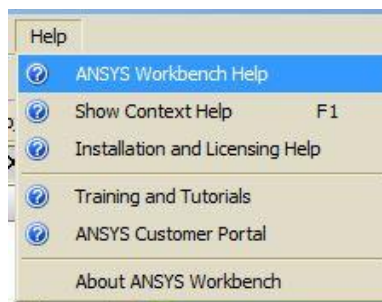 Help
ANSYS Workbench Help
Show Context Help F1
Installation and Licensing Help
Training and Tutorials
ANSYS Customer Portal
About ANSYS Workbench